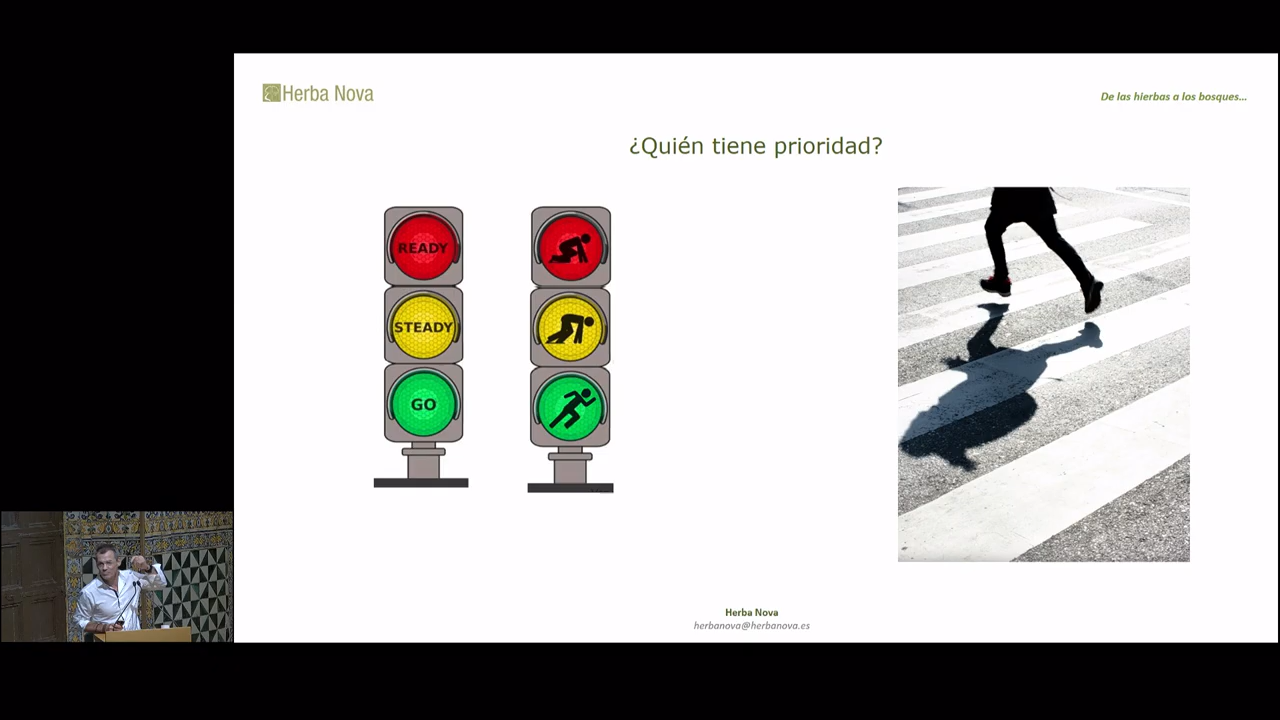 Herba Nova
De las hierbas a los bosques...
¿Quién tiene prioridad?
READY
STEADY
GO
Herba Nova
herbanova@herbanova.es